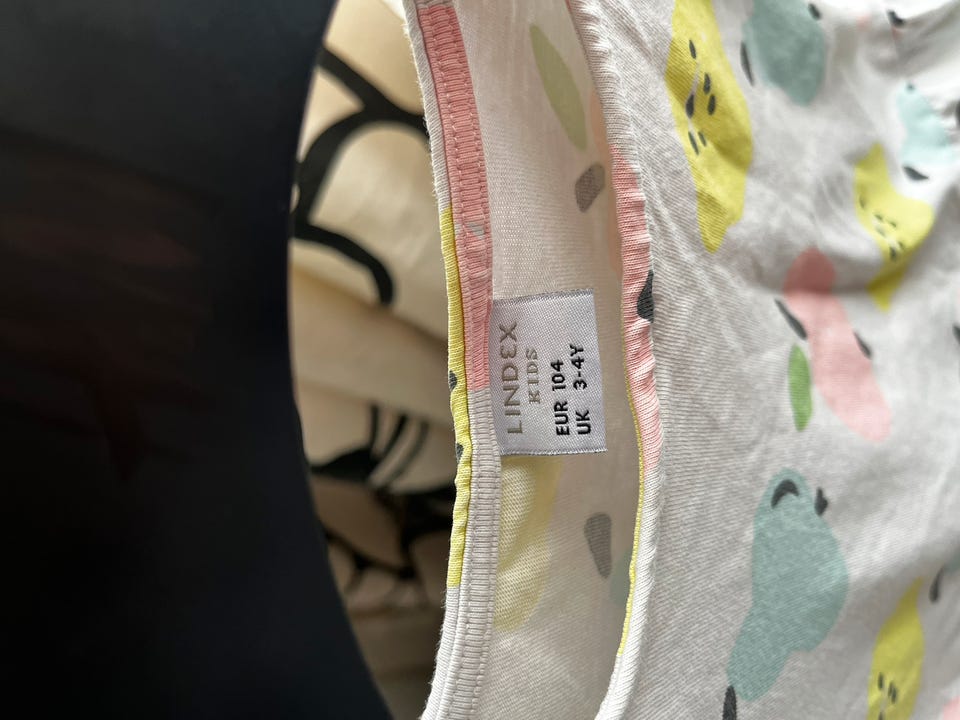 LINDEX
KIDS
EUR 104
UK 3-4Y